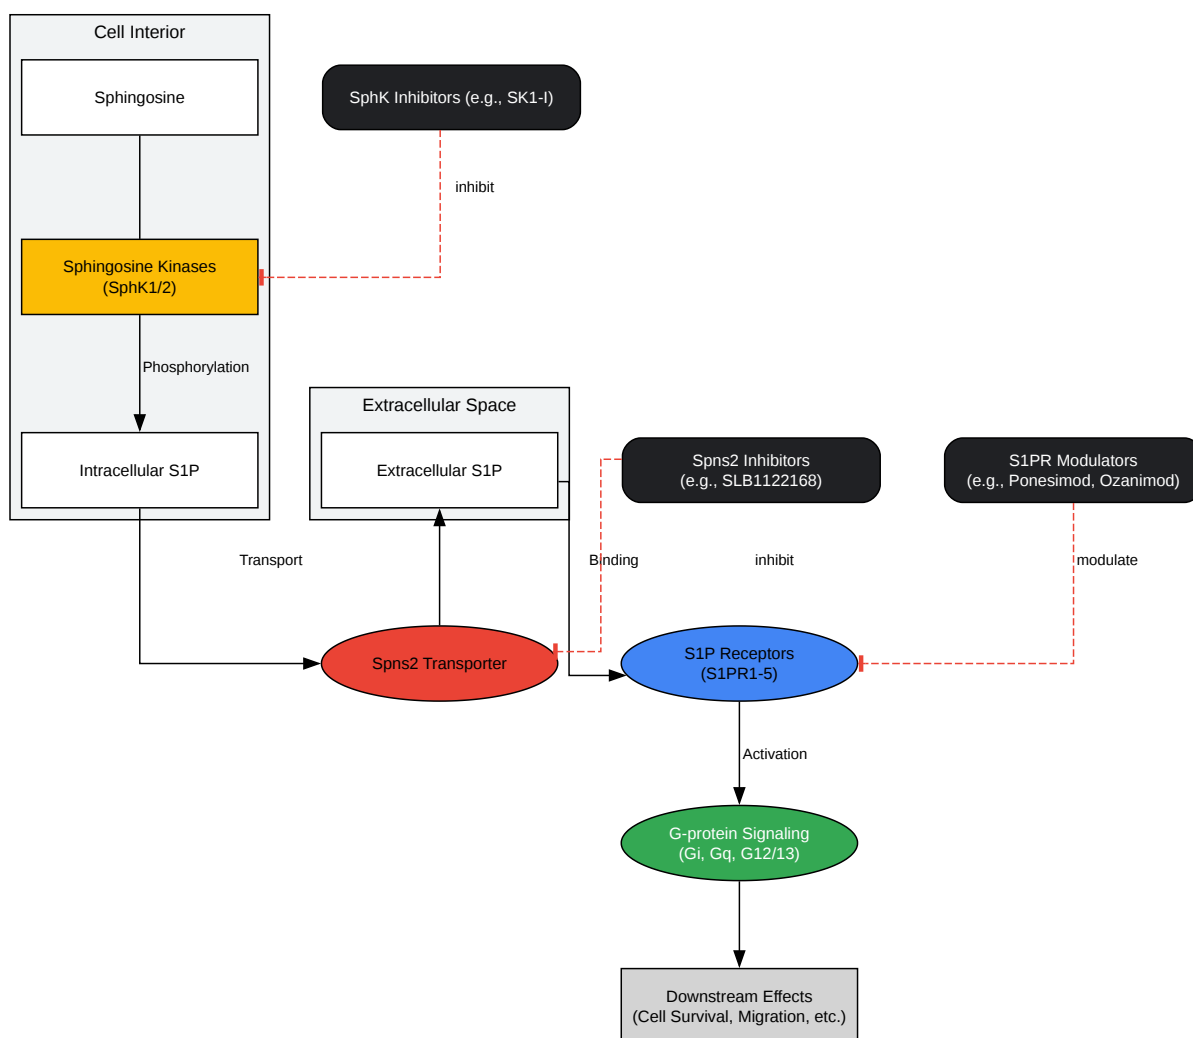 Cell Interior
Sphingosine
SphK Inhibitors (e.g., SK1-I)
inhibit
Sphingosine Kinases
(SphK1/2)
Phosphorylation
Extracellular Space
Intracellular S1P
Extracellular S1P
Spns2 Inhibitors
(e.g., SLB1122168)
S1PR Modulators
(e.g., Ponesimod, Ozanimod)
Transport
Binding
inhibit
modulate
Spns2 Transporter
S1P Receptors
(S1PR1-5)
Activation
G-protein Signaling
(Gi, Gq, G12/13)
Downstream Effects
(Cell Survival, Migration, etc.)